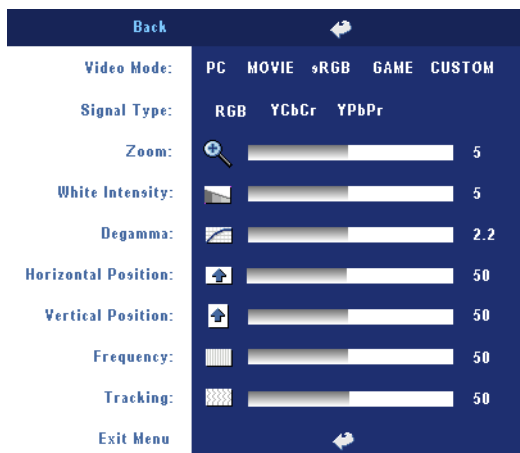 Back
Video Mode: PC MOVIE sRGB GAME CUSTOM
Signal Type: RGB YCbCr YPbPr
Zoom: 5
White Intensity: 5
Degamma: 2.2
Horizontal Position: 50
Vertical Position: 50
Frequency: 50
Tracking: 50
Exit Menu